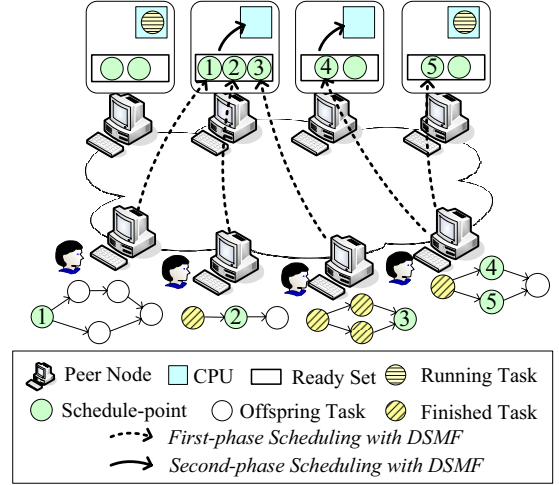 1 2 3 4 5
1 2 3 4 5
Peer Node CPU Ready Set Running Task
Schedule-point Offspring Task Finished Task
First-phase Scheduling with DSMF
Second-phase Scheduling with DSMF